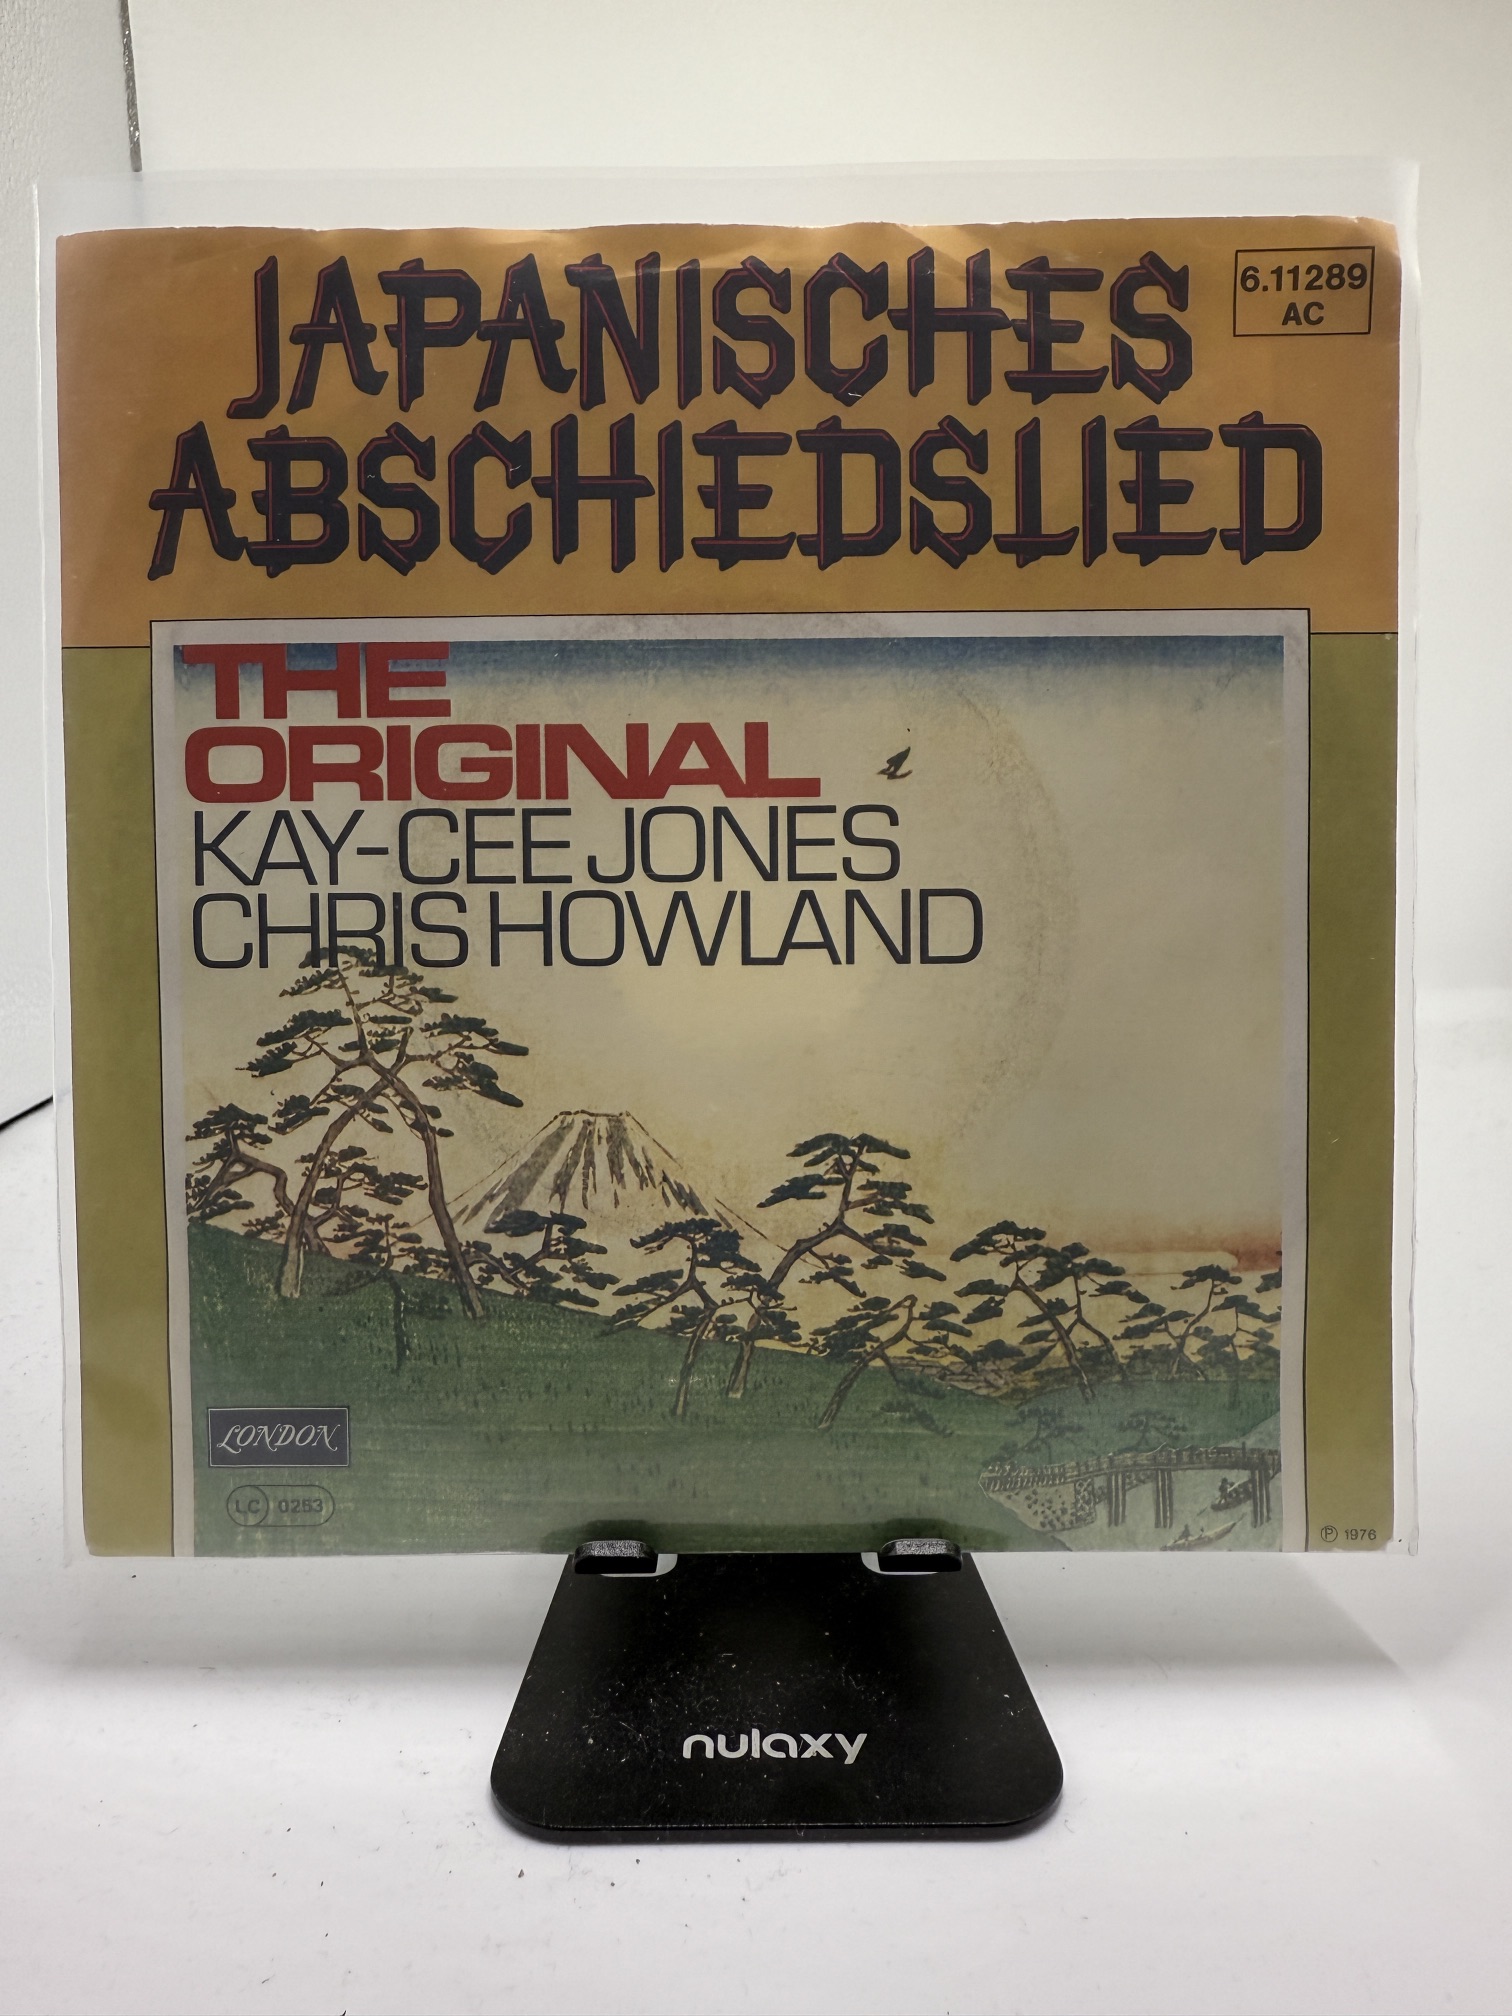 JAPANISCHES
6.11289
AC
ABSCHIEDSLIED
THE
ORIGINAL
KAY-CEE JONES
CHRIS HOWLAND
LONDON
LC 0253
Ⓟ 1976
nulaxy